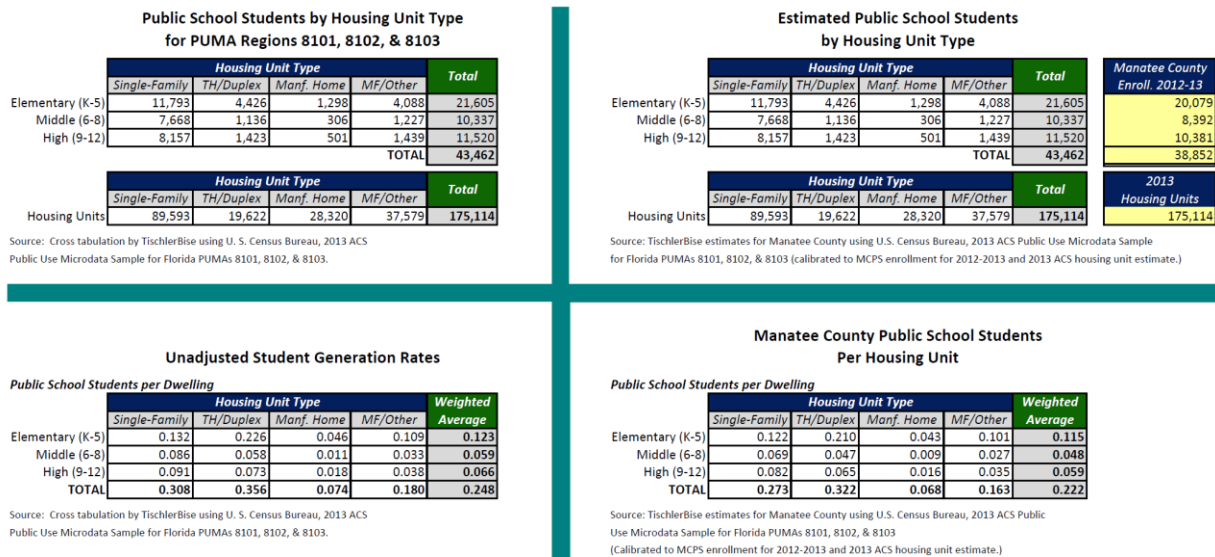 Public School Students by Housing Unit Type
for PUMA Regions 8101, 8102, & 8103
Housing Unit Type Total
Single-Family TH/Duplex Manf. Home MF/Other
Elementary (K-5) 11,793 4,426 1,298 4,088 21,605
Middle (6-8) 7,668 1,136 306 1,227 10,337
High (9-12) 8,157 1,423 501 1,439 11,520
TOTAL 43,462
Housing Unit Type Total
Single-Family TH/Duplex Manf. Home MF/Other
Housing Units 89,593 19,622 28,320 37,579 175,114
Source: Cross tabulation by TischlerBise using U. S. Census Bureau, 2013 ACS
Public Use Microdata Sample for Florida PUMAs 8101, 8102, & 8103.
Estimated Public School Students
by Housing Unit Type
Housing Unit Type Total Manatee County
Single-Family TH/Duplex Manf. Home MF/Other Enroll. 2012-13
Elementary (K-5) 11,793 4,426 1,298 4,088 21,605 20,079
Middle (6-8) 7,668 1,136 306 1,227 10,337 8,392
High (9-12) 8,157 1,423 501 1,439 11,520 10,381
TOTAL 43,462 38,852
Housing Unit Type Total 2013
Single-Family TH/Duplex Manf. Home MF/Other Housing Units
Housing Units 89,593 19,622 28,320 37,579 175,114 175,114
Source: TischlerBise estimates for Manatee County using U.S. Census Bureau, 2013 ACS Public Use Microdata Sample
for Florida PUMAs 8101, 8102, & 8103 (calibrated to MCPS enrollment for 2012-2013 and 2013 ACS housing unit estimate.)
Unadjusted Student Generation Rates
Public School Students per Dwelling
Housing Unit Type Weighted
Single-Family TH/Duplex Manf. Home MF/Other Average
Elementary (K-5) 0.132 0.226 0.046 0.109 0.123
Middle (6-8) 0.086 0.058 0.011 0.033 0.059
High (9-12) 0.091 0.073 0.018 0.038 0.066
TOTAL 0.308 0.356 0.074 0.180 0.248
Source: Cross tabulation by TischlerBise using U. S. Census Bureau, 2013 ACS
Public Use Microdata Sample for Florida PUMAs 8101, 8102, & 8103.
Manatee County Public School Students
Per Housing Unit
Public School Students per Dwelling
Housing Unit Type Weighted
Single-Family TH/Duplex Manf. Home MF/Other Average
Elementary (K-5) 0.122 0.210 0.043 0.101 0.115
Middle (6-8) 0.069 0.047 0.009 0.027 0.048
High (9-12) 0.082 0.065 0.016 0.035 0.059
TOTAL 0.273 0.322 0.068 0.163 0.222
Source: TischlerBise estimates for Manatee County using U.S. Census Bureau, 2013 ACS Public
Use Microdata Sample for Florida PUMAs 8101, 8102, & 8103
(Calibrated to MCPS enrollment for 2012-2013 and 2013 ACS housing unit estimate.)